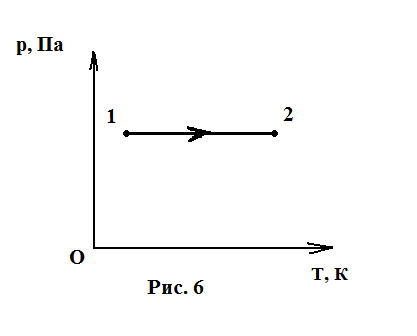 р, Па
1
2
О
Т, К
Рис. 6